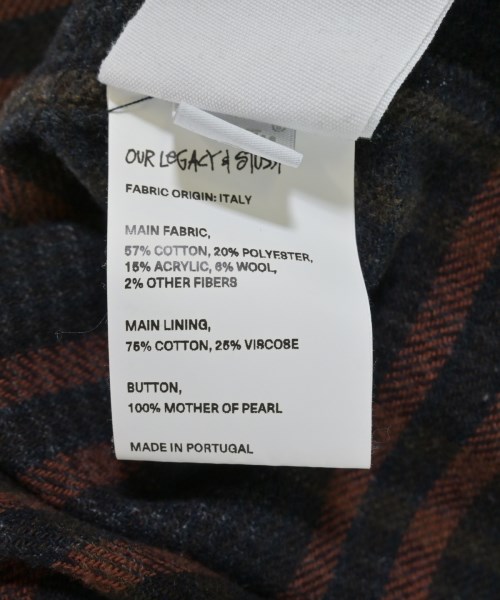 OUR LEGACY & STÜSSY
FABRIC ORIGIN: ITALY
MAIN FABRIC,
57% COTTON, 20% POLYESTER,
15% ACRYLIC, 6% WOOL,
2% OTHER FIBERS
MAIN LINING,
75% COTTON, 25% VISCOSE
BUTTON,
100% MOTHER OF PEARL
MADE IN PORTUGAL